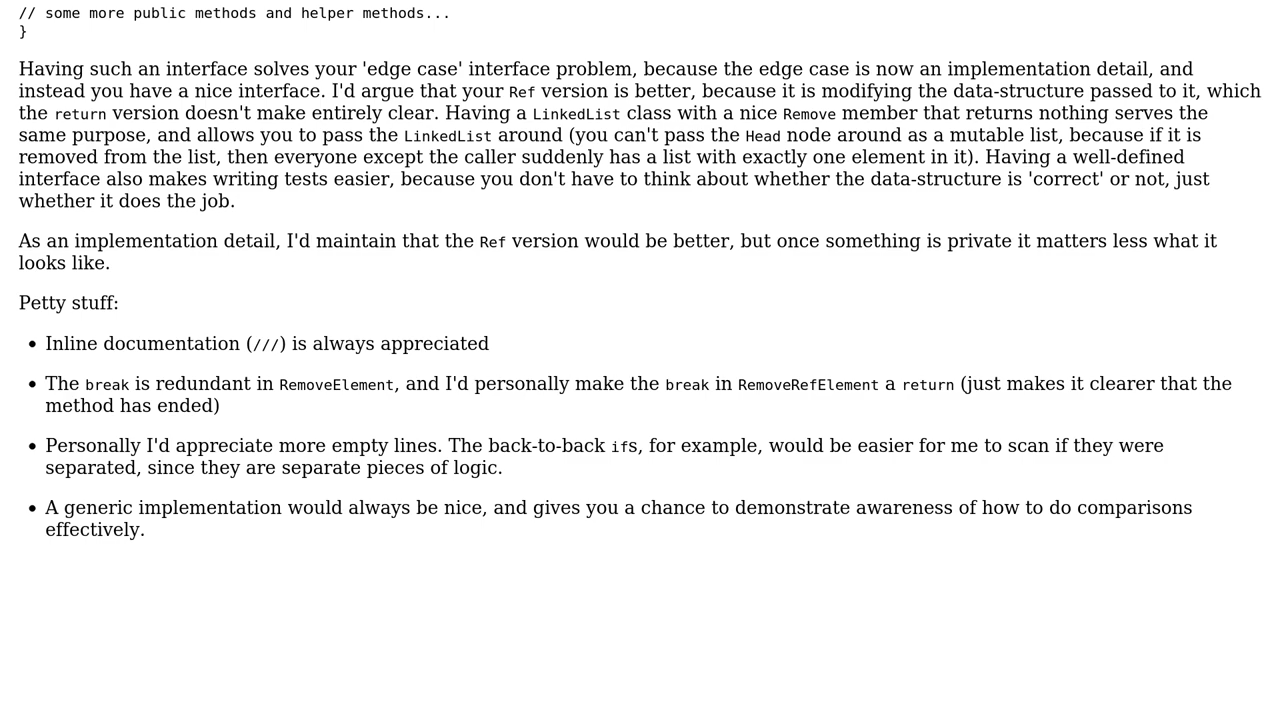 // some more public methods and helper methods...
}
Having such an interface solves your 'edge case' interface problem, because the edge case is now an implementation detail, and
instead you have a nice interface. I'd argue that your Ref version is better, because it is modifying the data-structure passed to it, which
the return version doesn't make entirely clear. Having a LinkedList class with a nice Remove member that returns nothing serves the
same purpose, and allows you to pass the LinkedList around (you can't pass the Head node around as a mutable list, because if it is
removed from the list, then everyone except the caller suddenly has a list with exactly one element in it). Having a well-defined
interface also makes writing tests easier, because you don't have to think about whether the data-structure is 'correct' or not, just
whether it does the job.
As an implementation detail, I'd maintain that the Ref version would be better, but once something is private it matters less what it
looks like.
Petty stuff:
• Inline documentation (///) is always appreciated
• The break is redundant in RemoveElement, and I'd personally make the break in RemoveRefElement a return (just makes it clearer that the
method has ended)
• Personally I'd appreciate more empty lines. The back-to-back ifs, for example, would be easier for me to scan if they were
separated, since they are separate pieces of logic.
• A generic implementation would always be nice, and gives you a chance to demonstrate awareness of how to do comparisons
effectively.